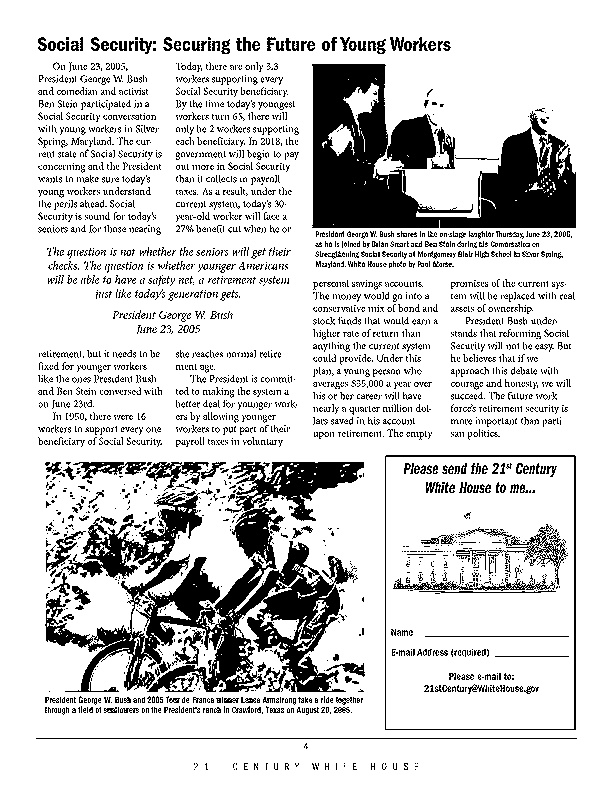 Social Security: Securing the Future of Young Workers
On June 23, 2005,
President George W. Bush
and comedian and activist
Ben Stein participated in a
Social Security conversation
with young workers in Silver
Spring, Maryland. The cur-
rent state of Social Security is
concerning and the President
wants to make sure today's
young workers understand
the perils ahead. Social
Security is sound for today's
seniors and for those nearing
Today, there are only 3.3
workers supporting every
Social Security beneficiary.
By the time today's youngest
workers turn 65, there will
only be 2 workers supporting
each beneficiary. In 2018, the
government will begin to pay
out more in Social Security
than it collects in payroll
taxes. As a result, under the
current system, today's 30-
year-old worker will face a
27% benefit cut when he or
The question is not whether the seniors will get their
checks. The question is whether younger Americans
will be able to have a safety net, a retirement system
just like today's generation gets.
President George W. Bush
June 23, 2005
retirement, but it needs to be
fixed for younger workers
like the ones President Bush
and Ben Stein conversed with
on June 23rd.
In 1950, there were 16
workers to support every one
beneficiary of Social Security.
she reaches normal retire
ment age.
The President is commit-
ted to making the system a
better deal for younger work-
ers by allowing younger
workers to put part of their
payroll taxes in voluntary
President George W. Bush shares in the on-stage laughter Thursday, June 23, 2005,
as he is joined by Brian Smart and Ben Stein during his Conversation on
Strengthening Social Security at Montgomery Blair High School in Silver Spring,
Maryland. White House photo by Paul Morse.
personal savings accounts.
The money would go into a
conservative mix of bond and
stock funds that would earn a
higher rate of return than
anything the current system
could provide. Under this
plan, a young person who
averages $35,000 a year over
his or her career will have
nearly a quarter million dol-
lars saved in his account
upon retirement. The empty
promises of the current sys-
tem will be replaced with real
assets of ownership.
President Bush under
stands that reforming Social
Security will not be easy. But
he believes that if we
approach this debate with
courage and honesty, we will
succeed. The future work
force's retirement security is
more important than parti
san politics.
President George W. Bush and 2005 Tour de France winner Lance Armstrong take a ride together
through a field of sunflowers on the President's ranch in Crawford, Texas on August 20, 2005.
Please send the 21st Century
White House to me...
Name
E-mail Address (required)
Please e-mail to:
21stCentury@WhiteHouse.gov
4
21 CENTURY WHITE HOUSE